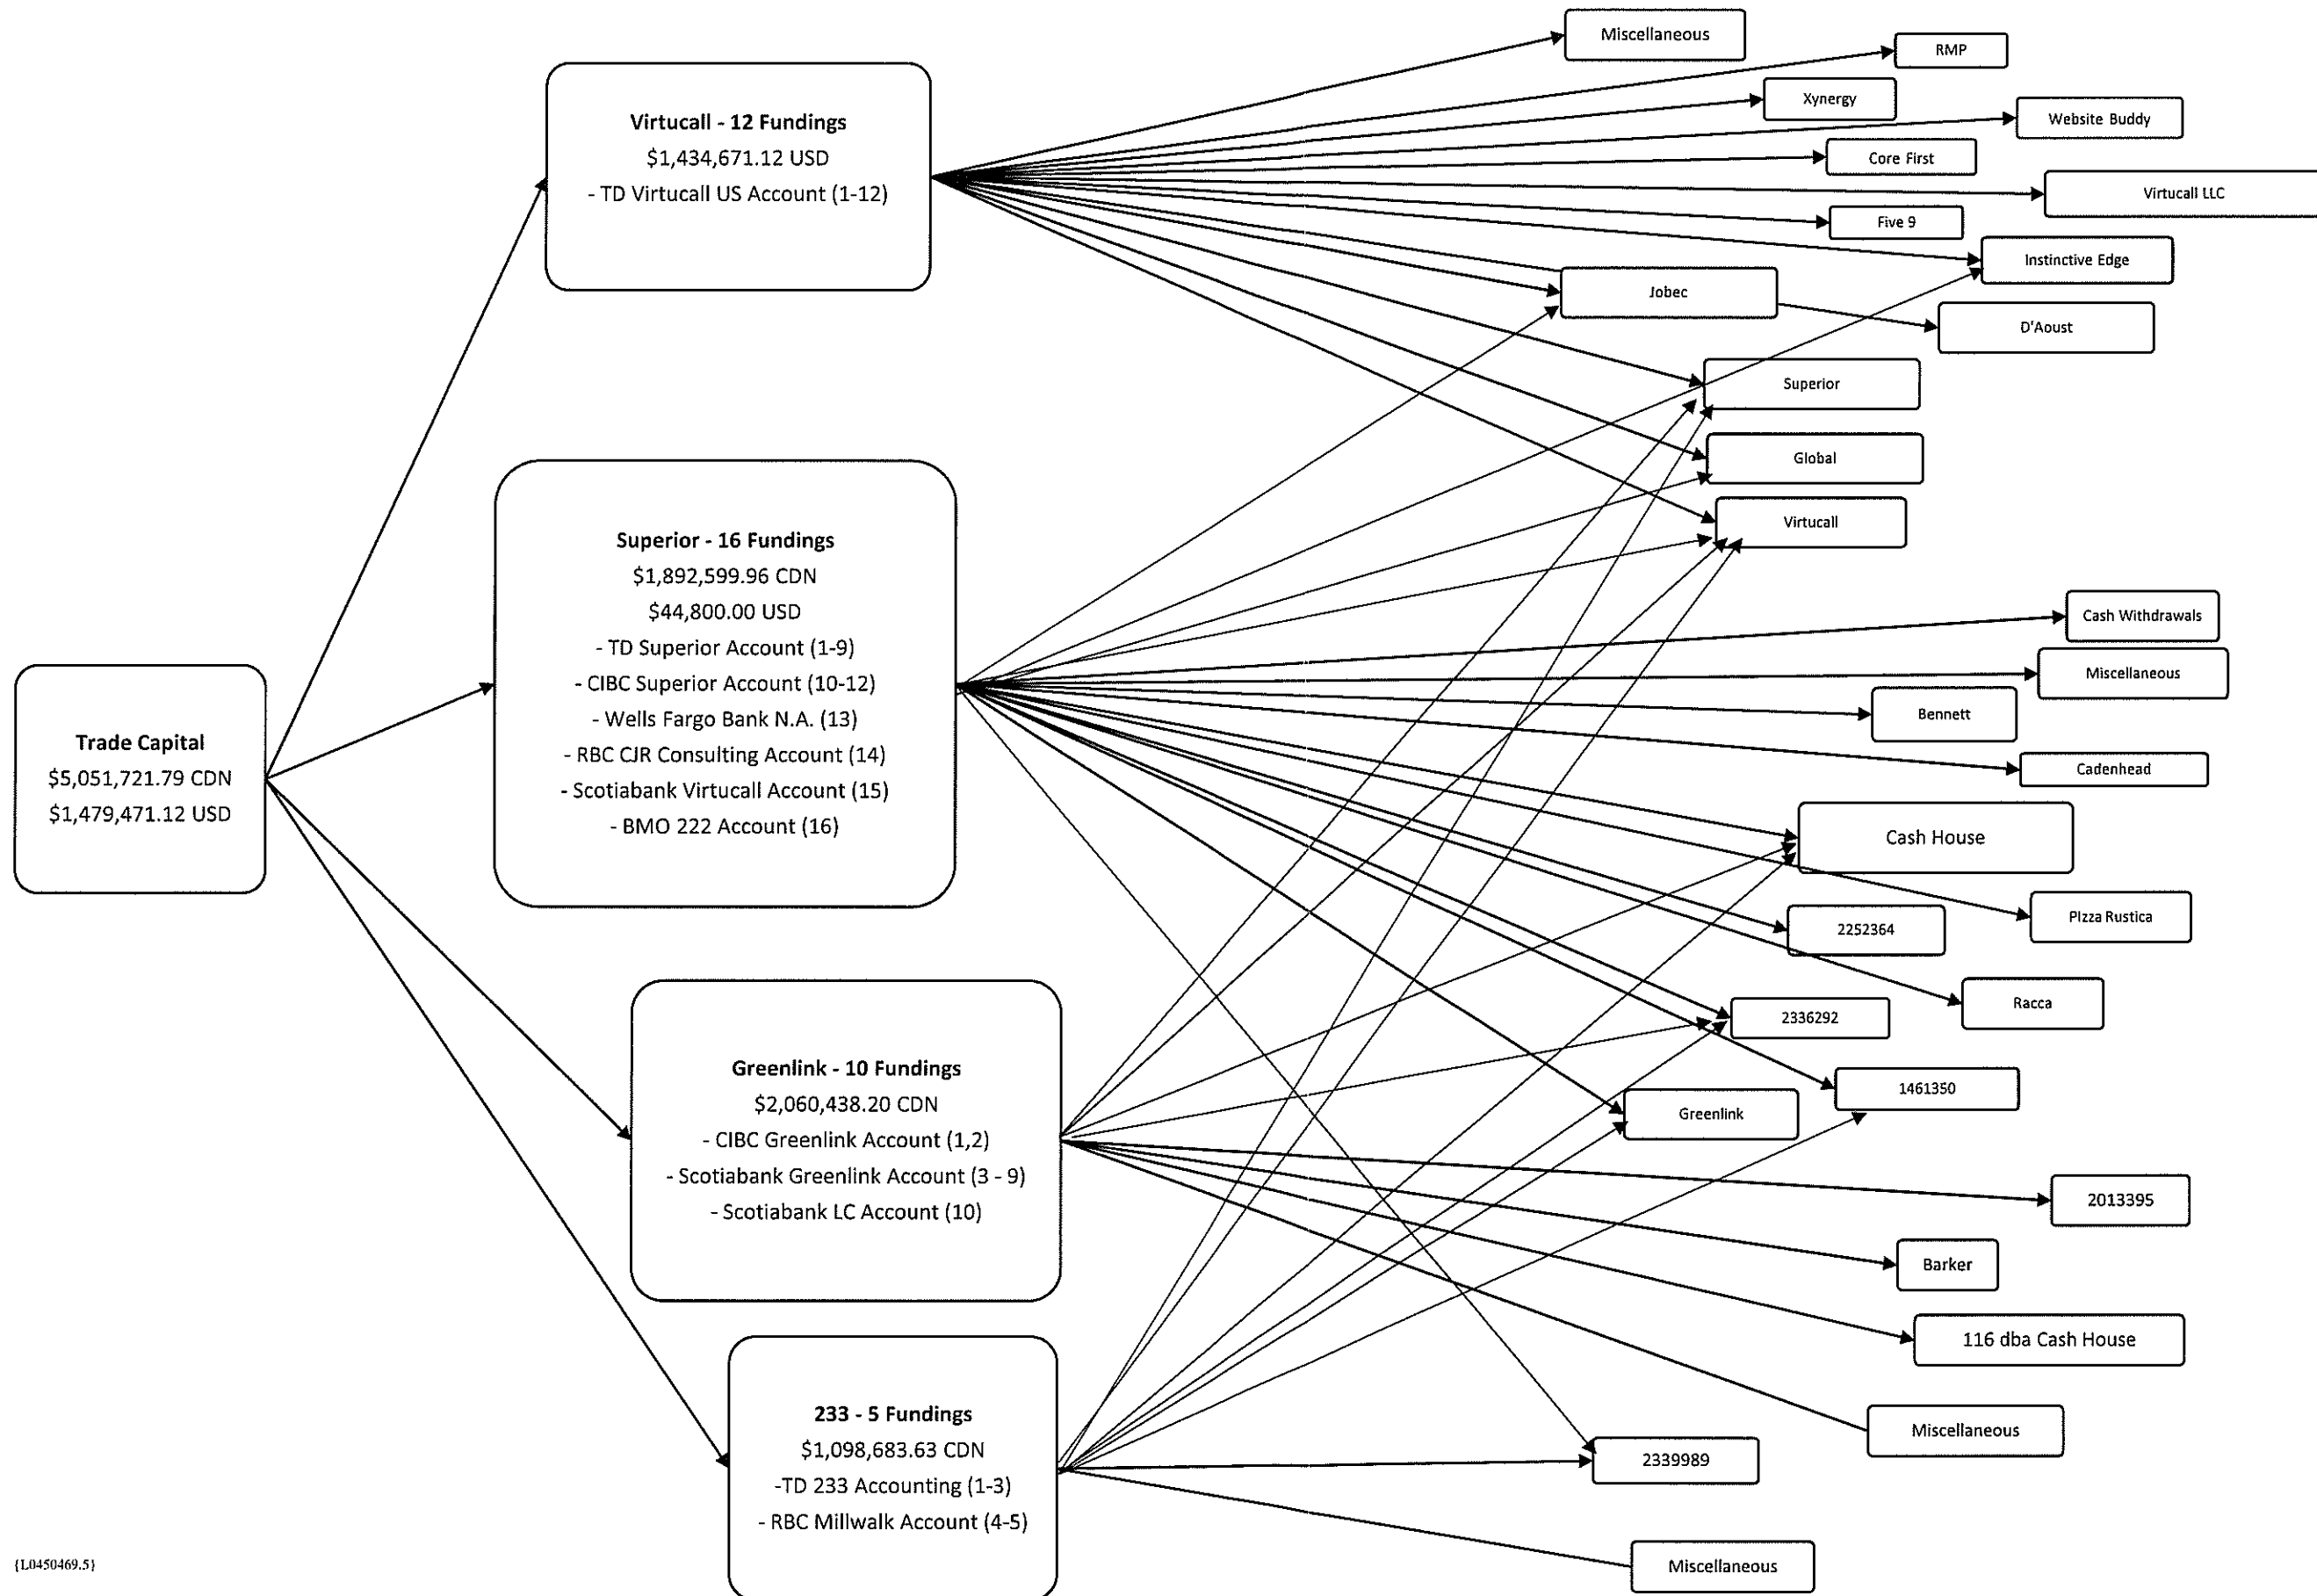 Trade Capital
$5,051,721.79 CDN
$1,479,471.12 USD
Virtucall - 12 Fundings
$1,434,671.12 USD
- TD Virtucall US Account (1-12)
Superior - 16 Fundings
$1,892,599.96 CDN
$44,800.00 USD
- TD Superior Account (1-9)
- CIBC Superior Account (10-12)
- Wells Fargo Bank N.A. (13)
- RBC CJR Consulting Account (14)
- Scotiabank Virtucall Account (15)
- BMO 222 Account (16)
Greenlink - 10 Fundings
$2,060,438.20 CDN
- CIBC Greenlink Account (1,2)
- Scotiabank Greenlink Account (3 - 9)
- Scotiabank LC Account (10)
233 - 5 Fundings
$1,098,683.63 CDN
-TD 233 Accounting (1-3)
- RBC Millwalk Account (4-5)
Miscellaneous
RMP
Xynergy
Website Buddy
Core First
Virtucall LLC
Five 9
Instinctive Edge
Jobec
D'Aoust
Superior
Global
Virtucall
Cash Withdrawals
Miscellaneous
Bennett
Cadenhead
Cash House
PIzza Rustica
2252364
Racca
2336292
1461350
Greenlink
2013395
Barker
116 dba Cash House
Miscellaneous
2339989
Miscellaneous
{L0450469.5}